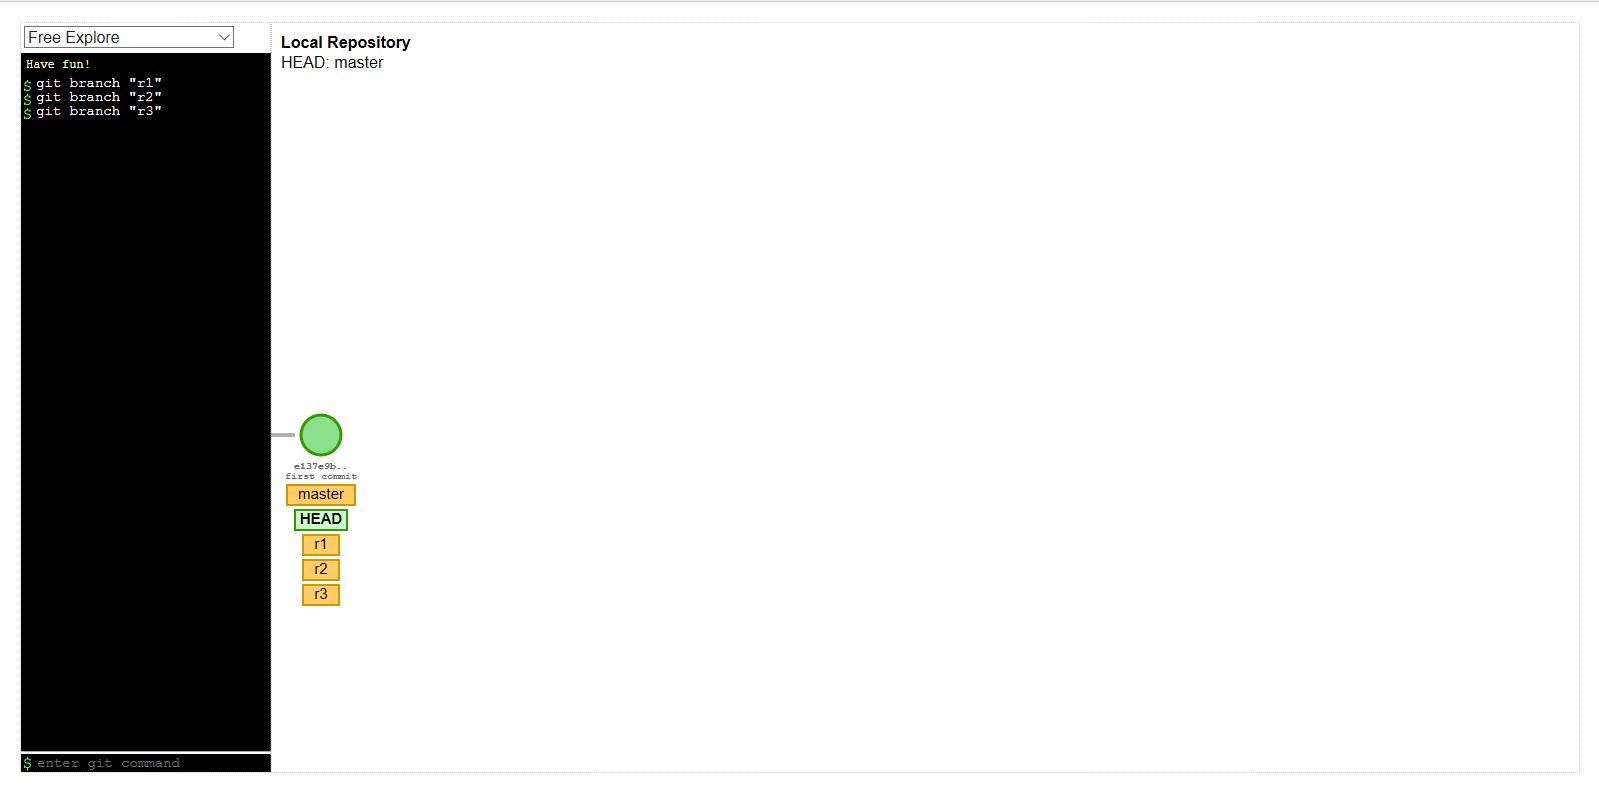 Free Explore
Have fun!
$ git branch "r1"
$ git branch "r2"
$ git branch "r3"
$ enter git command
Local Repository
HEAD: master
e137e9b..
first commit
master
HEAD
r1
r2
r3